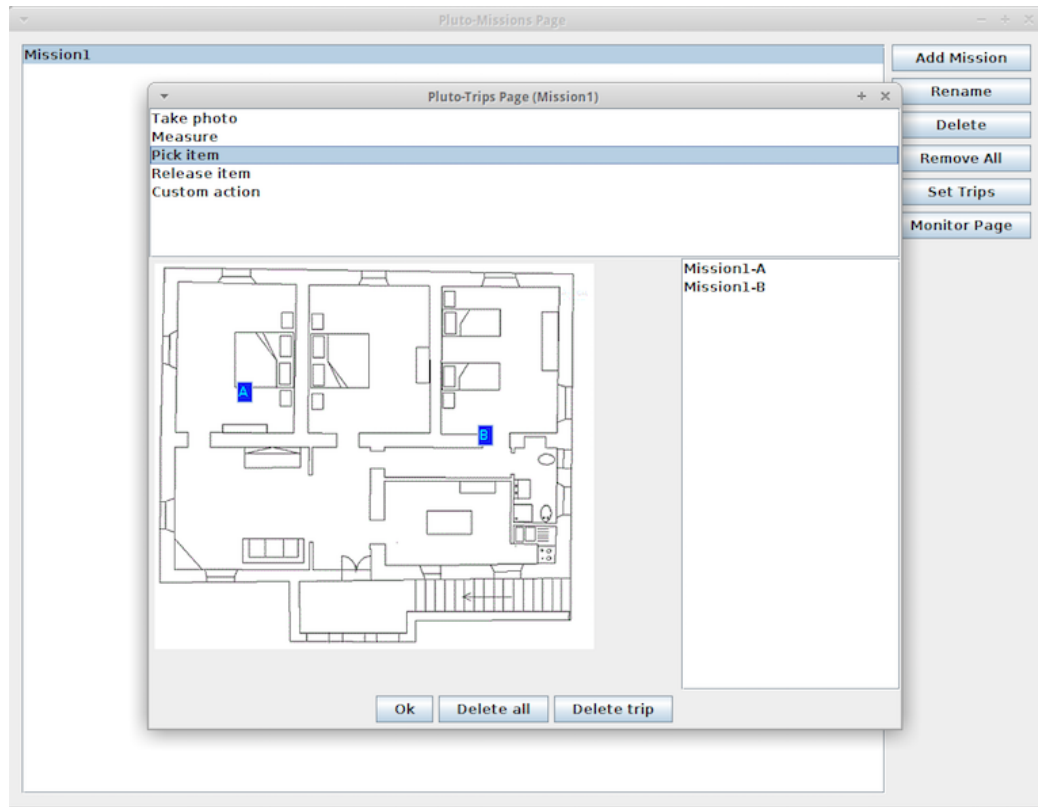 Pluto-Missions Page
Mission1
Add Mission
Rename
Delete
Remove All
Set Trips
Monitor Page
Pluto-Trips Page (Mission1)
Take photo
Measure
Pick item
Release item
Custom action
A
B
Mission1-A
Mission1-B
Ok
Delete all
Delete trip